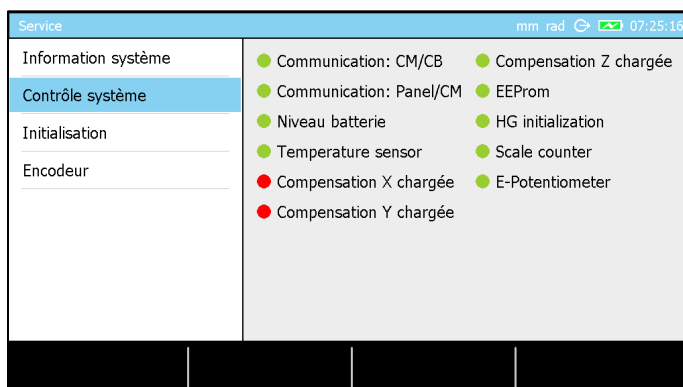 Service mm rad 07:25:16
Information système
Contrôle système
Initialisation
Encodeur
Communication: CM/CB
Communication: Panel/CM
Niveau batterie
Temperature sensor
Compensation X chargée
Compensation Y chargée
Compensation Z chargée
EEProm
HG initialization
Scale counter
E-Potentiometer